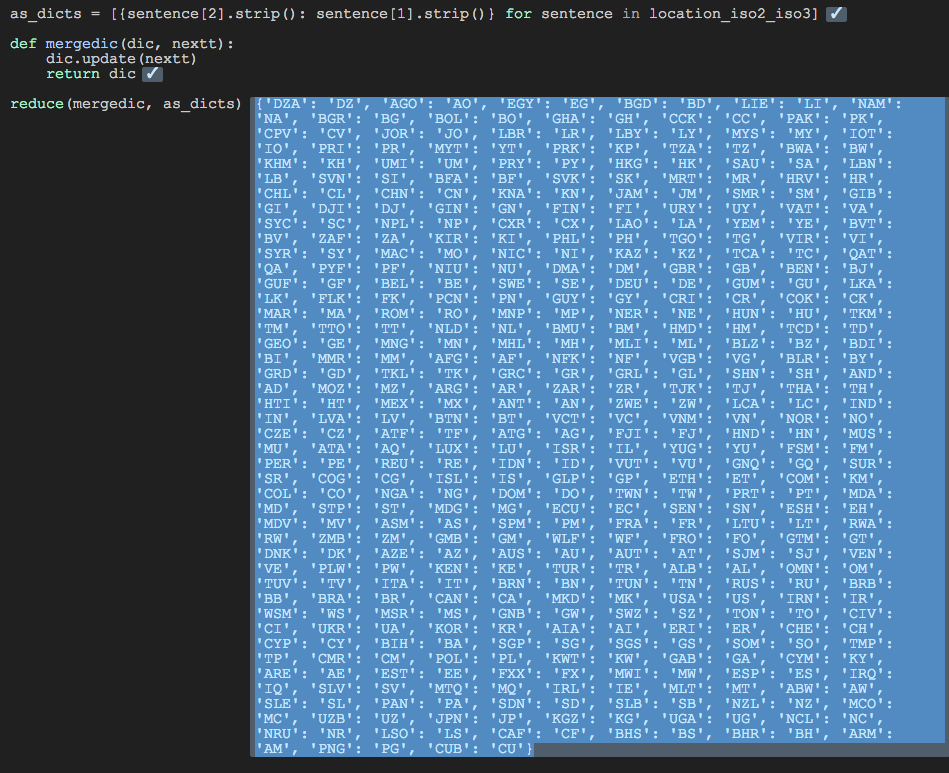 as_dicts = [{sentence[2].strip(): sentence[1].strip()} for sentence in location_iso2_iso3] ✓
def mergedic(dic, nextt):
    dic.update(nextt)
    return dic ✓
reduce(mergedic, as_dicts) {'DZA': 'DZ', 'AGO': 'AO', 'EGY': 'EG', 'BGD': 'BD', 'LIE': 'LI', 'NAM':
'NA', 'BGR': 'BG', 'BOL': 'BO', 'GHA': 'GH', 'CCK': 'CC', 'PAK': 'PK',
'CPV': 'CV', 'JOR': 'JO', 'LBR': 'LR', 'LBY': 'LY', 'MYS': 'MY', 'IOT':
'IO', 'PRI': 'PR', 'MYT': 'YT', 'PRK': 'KP', 'TZA': 'TZ', 'BWA': 'BW',
'KHM': 'KH', 'UMI': 'UM', 'PRY': 'PY', 'HKG': 'HK', 'SAU': 'SA', 'LBN':
'LB', 'SVN': 'SI', 'BFA': 'BF', 'SVK': 'SK', 'MRT': 'MR', 'HRV': 'HR',
'CHL': 'CL', 'CHN': 'CN', 'KNA': 'KN', 'JAM': 'JM', 'SMR': 'SM', 'GIB':
'GI', 'DJI': 'DJ', 'GIN': 'GN', 'FIN': 'FI', 'URY': 'UY', 'VAT': 'VA',
'SYC': 'SC', 'NPL': 'NP', 'CXR': 'CX', 'LAO': 'LA', 'YEM': 'YE', 'BVT':
'BV', 'ZAF': 'ZA', 'KIR': 'KI', 'PHL': 'PH', 'TGO': 'TG', 'VIR': 'VI',
'SYR': 'SY', 'MAC': 'MO', 'NIC': 'NI', 'KAZ': 'KZ', 'TCA': 'TC', 'QAT':
'QA', 'PYF': 'PF', 'NIU': 'NU', 'DMA': 'DM', 'GBR': 'GB', 'BEN': 'BJ',
'GUF': 'GF', 'BEL': 'BE', 'SWE': 'SE', 'DEU': 'DE', 'GUM': 'GU', 'LKA':
'LK', 'FLK': 'FK', 'PCN': 'PN', 'GUY': 'GY', 'CRI': 'CR', 'COK': 'CK',
'MAR': 'MA', 'ROM': 'RO', 'MNP': 'MP', 'NER': 'NE', 'HUN': 'HU', 'TKM':
'TM', 'TTO': 'TT', 'NLD': 'NL', 'BMU': 'BM', 'HMD': 'HM', 'TCD': 'TD',
'GEO': 'GE', 'MNG': 'MN', 'MHL': 'MH', 'MLI': 'ML', 'BLZ': 'BZ', 'BDI':
'BI', 'MMR': 'MM', 'AFG': 'AF', 'NFK': 'NF', 'VGB': 'VG', 'BLR': 'BY',
'GRD': 'GD', 'TKL': 'TK', 'GRC': 'GR', 'GRL': 'GL', 'SHN': 'SH', 'AND':
'AD', 'MOZ': 'MZ', 'ARG': 'AR', 'ZAR': 'ZR', 'TJK': 'TJ', 'THA': 'TH',
'HTI': 'HT', 'MEX': 'MX', 'ANT': 'AN', 'ZWE': 'ZW', 'LCA': 'LC', 'IND':
'IN', 'LVA': 'LV', 'BTN': 'BT', 'VCT': 'VC', 'VNM': 'VN', 'NOR': 'NO',
'CZE': 'CZ', 'ATF': 'TF', 'ATG': 'AG', 'FJI': 'FJ', 'HND': 'HN', 'MUS':
'MU', 'ATA': 'AQ', 'LUX': 'LU', 'ISR': 'IL', 'YUG': 'YU', 'FSM': 'FM',
'PER': 'PE', 'REU': 'RE', 'IDN': 'ID', 'VUT': 'VU', 'GNQ': 'GQ', 'SUR':
'SR', 'COG': 'CG', 'ISL': 'IS', 'GLP': 'GP', 'ETH': 'ET', 'COM': 'KM',
'COL': 'CO', 'NGA': 'NG', 'DOM': 'DO', 'TWN': 'TW', 'PRT': 'PT', 'MDA':
'MD', 'STP': 'ST', 'MDG': 'MG', 'ECU': 'EC', 'SEN': 'SN', 'ESH': 'EH',
'MDV': 'MV', 'ASM': 'AS', 'SPM': 'PM', 'FRA': 'FR', 'LTU': 'LT', 'RWA':
'RW', 'ZMB': 'ZM', 'GMB': 'GM', 'WLF': 'WF', 'FRO': 'FO', 'GTM': 'GT',
'DNK': 'DK', 'AZE': 'AZ', 'AUS': 'AU', 'AUT': 'AT', 'SJM': 'SJ', 'VEN':
'VE', 'PLW': 'PW', 'KEN': 'KE', 'TUR': 'TR', 'ALB': 'AL', 'OMN': 'OM',
'TUV': 'TV', 'ITA': 'IT', 'BRN': 'BN', 'TUN': 'TN', 'RUS': 'RU', 'BRB':
'BB', 'BRA': 'BR', 'CAN': 'CA', 'MKD': 'MK', 'USA': 'US', 'IRN': 'IR',
'WSM': 'WS', 'MSR': 'MS', 'GNB': 'GW', 'SWZ': 'SZ', 'TON': 'TO', 'CIV':
'CI', 'UKR': 'UA', 'KOR': 'KR', 'AIA': 'AI', 'ERI': 'ER', 'CHE': 'CH',
'CYP': 'CY', 'BIH': 'BA', 'SGP': 'SG', 'SGS': 'GS', 'SOM': 'SO', 'TMP':
'TP', 'CMR': 'CM', 'POL': 'PL', 'KWT': 'KW', 'GAB': 'GA', 'CYM': 'KY',
'ARE': 'AE', 'EST': 'EE', 'FXX': 'FX', 'MWI': 'MW', 'ESP': 'ES', 'IRQ':
'IQ', 'SLV': 'SV', 'MTQ': 'MQ', 'IRL': 'IE', 'MLT': 'MT', 'ABW': 'AW',
'SLE': 'SL', 'PAN': 'PA', 'SDN': 'SD', 'SLB': 'SB', 'NZL': 'NZ', 'MCO':
'MC', 'UZB': 'UZ', 'JPN': 'JP', 'KGZ': 'KG', 'UGA': 'UG', 'NCL': 'NC',
'NRU': 'NR', 'LSO': 'LS', 'CAF': 'CF', 'BHS': 'BS', 'BHR': 'BH', 'ARM':
'AM', 'PNG': 'PG', 'CUB': 'CU'}